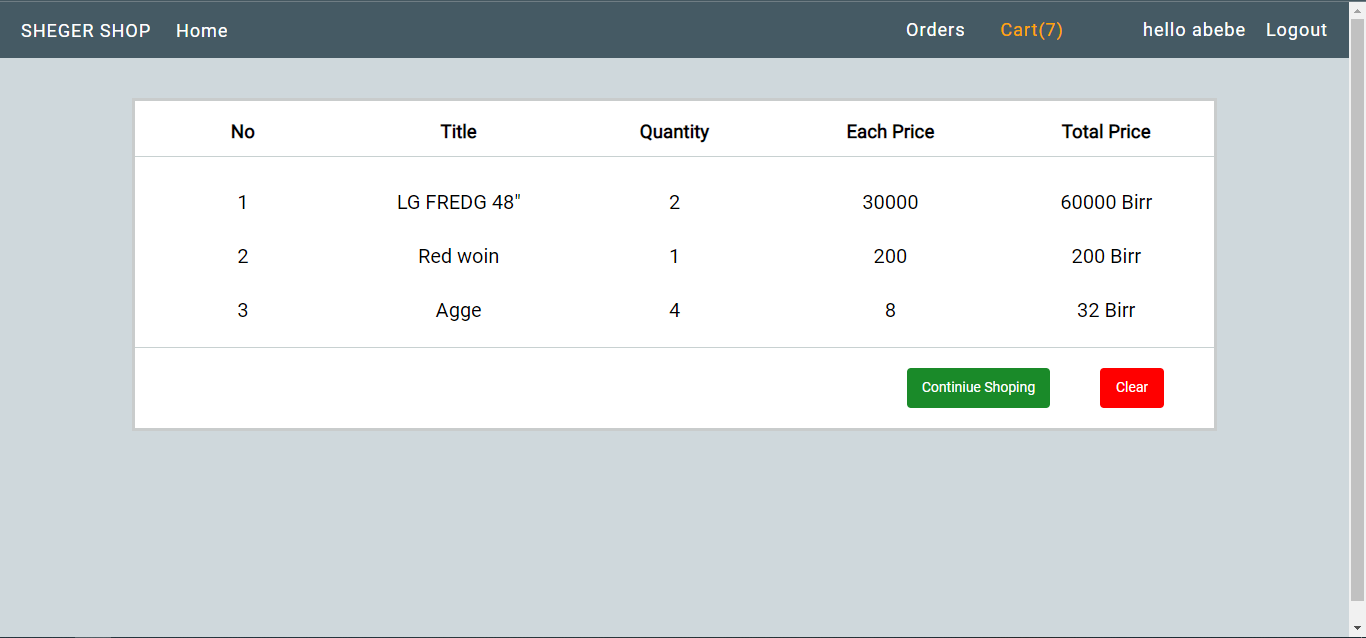 SHEGER SHOP Home Orders Cart(7) hello abebe Logout
No Title Quantity Each Price Total Price
1 LG FREDG 48" 2 30000 60000 Birr
2 Red woin 1 200 200 Birr
3 Agge 4 8 32 Birr
Continiue Shoping Clear